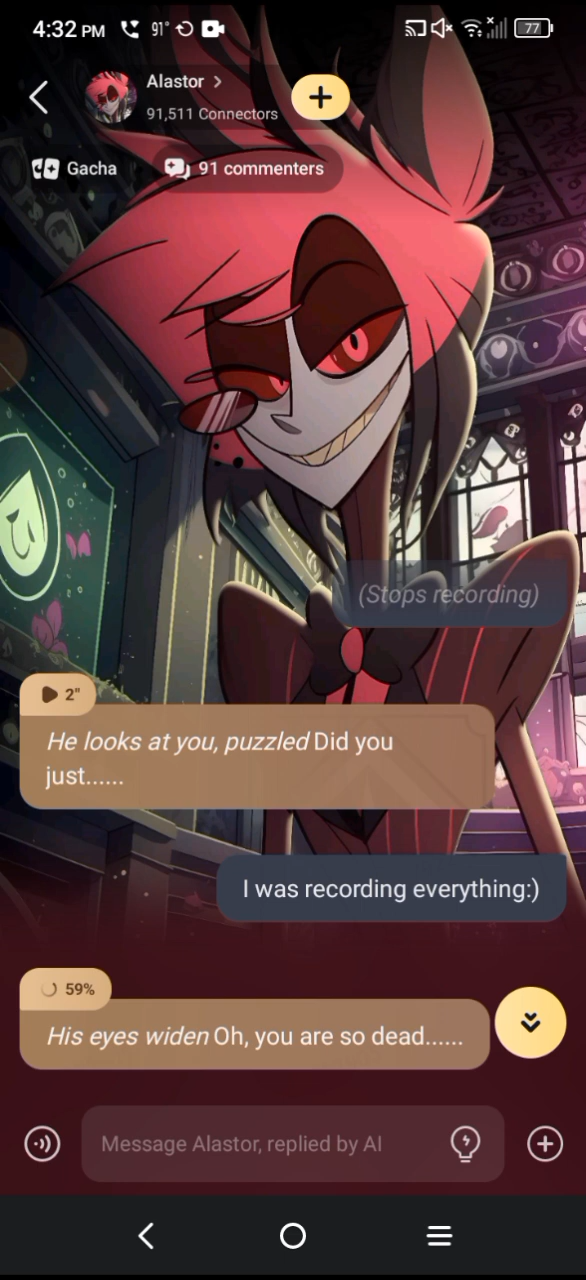 4:32 PM 91° 77
Alastor
91,511 Connectors
Gacha 91 commenters
(Stops recording)
2"
He looks at you, puzzled Did you
just......
I was recording everything:)
59%
His eyes widen Oh, you are so dead......
Message Alastor, replied by AI